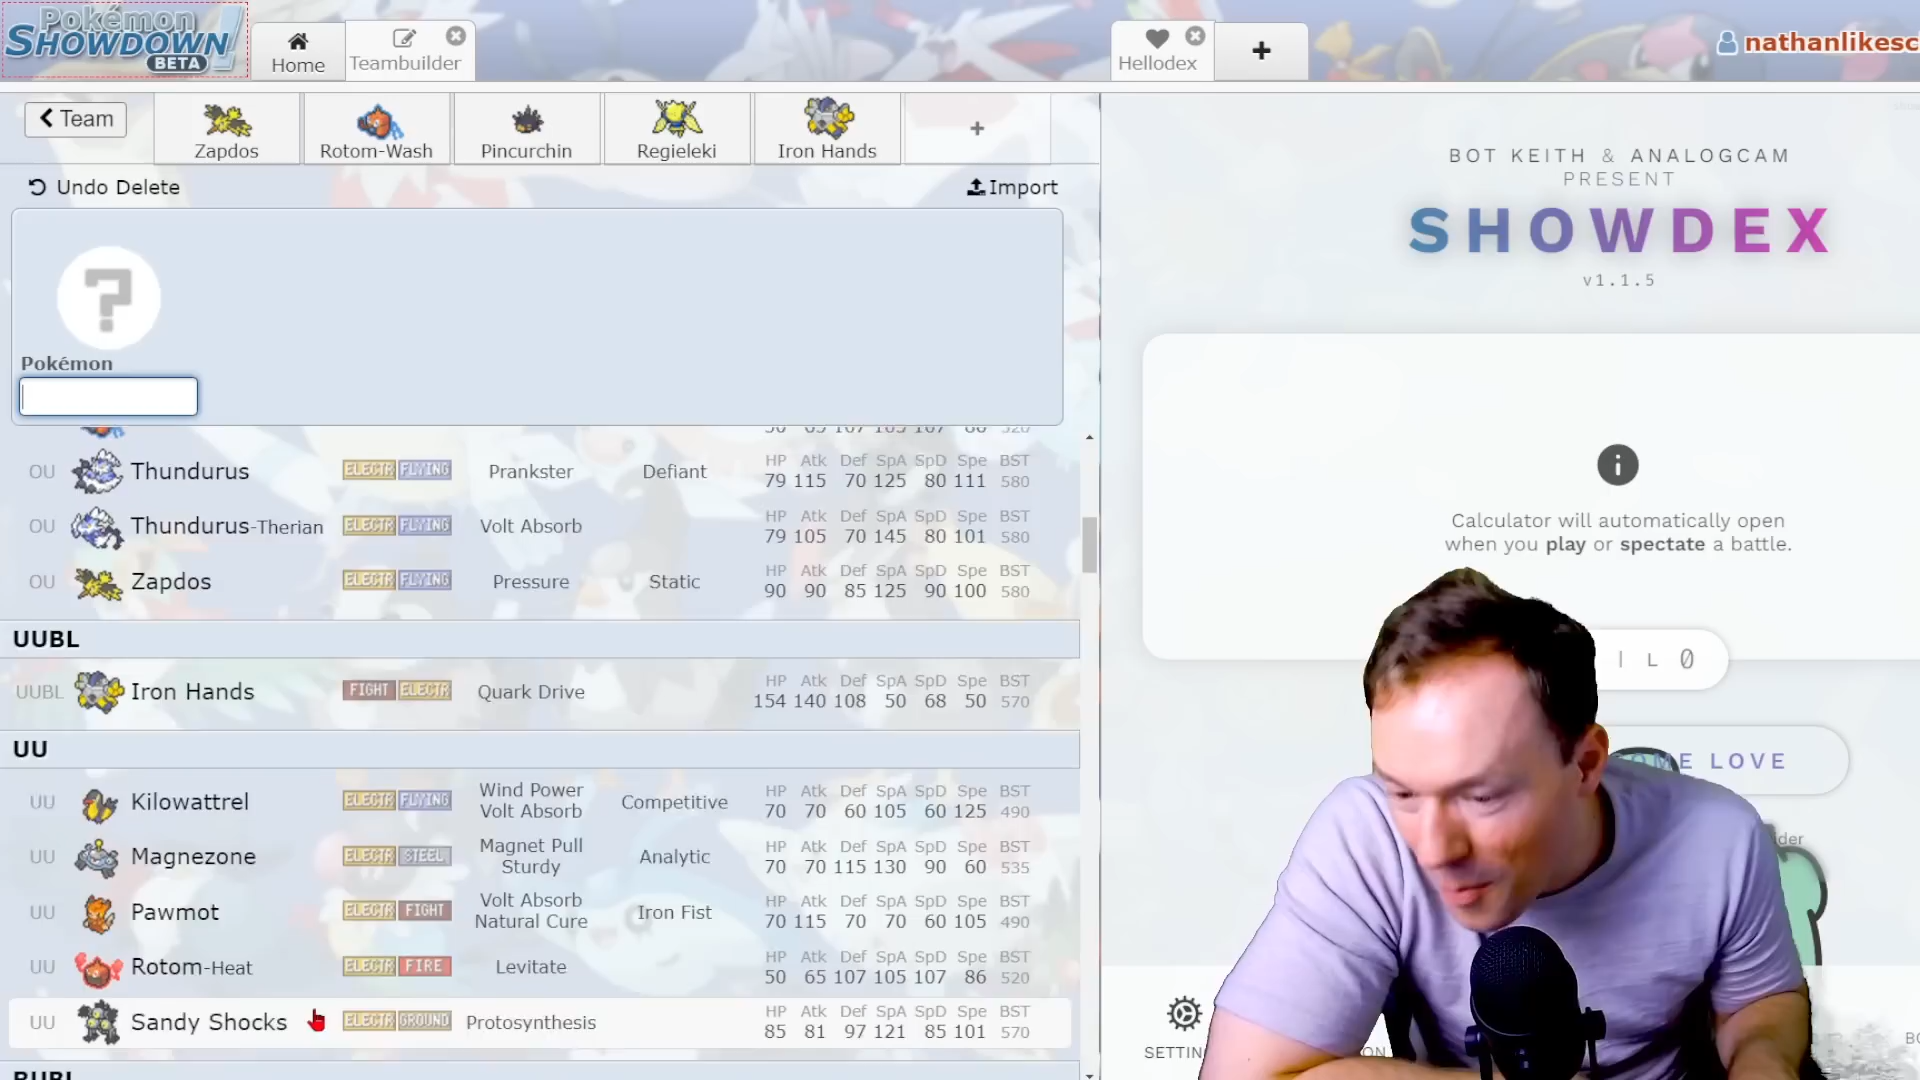 Pokémon
SHOWDOWN
BETA
Home
Teambuilder
Hellodex
nathanlikesc
Team
Zapdos
Rotom-Wash
Pincurchin
Regieleki
Iron Hands
Undo Delete
Import
Pokémon
OU Thundurus ELECTR FLYING Prankster Defiant HP 79 Atk 115 Def 70 SpA 125 SpD 80 Spe 111 BST 580
OU Thundurus-Therian ELECTR FLYING Volt Absorb HP 79 Atk 105 Def 70 SpA 145 SpD 80 Spe 101 BST 580
OU Zapdos ELECTR FLYING Pressure Static HP 90 Atk 90 Def 85 SpA 125 SpD 90 Spe 100 BST 580
UUBL
UUBL Iron Hands FIGHT ELECTR Quark Drive HP 154 Atk 140 Def 108 SpA 50 SpD 68 Spe 50 BST 570
UU
UU Kilowattrel ELECTR FLYING Wind Power Volt Absorb Competitive HP 70 Atk 70 Def 60 SpA 105 SpD 60 Spe 125 BST 490
UU Magnezone ELECTR STEEL Magnet Pull Sturdy Analytic HP 70 Atk 70 Def 115 SpA 130 SpD 90 Spe 60 BST 535
UU Pawmot ELECTR FIGHT Volt Absorb Natural Cure Iron Fist HP 70 Atk 115 Def 70 SpA 70 SpD 60 Spe 105 BST 490
UU Rotom-Heat ELECTR FIRE Levitate HP 50 Atk 65 Def 107 SpA 105 SpD 107 Spe 86 BST 520
UU Sandy Shocks ELECTR GROUND Protosynthesis HP 85 Atk 81 Def 97 SpA 121 SpD 85 Spe 101 BST 570
BOT KEITH & ANALOGCAM
PRESENT
SHOWDEX
v1.1.5
Calculator will automatically open
when you play or spectate a battle.
L 0
OME LOVE
der
SETTIN
ON